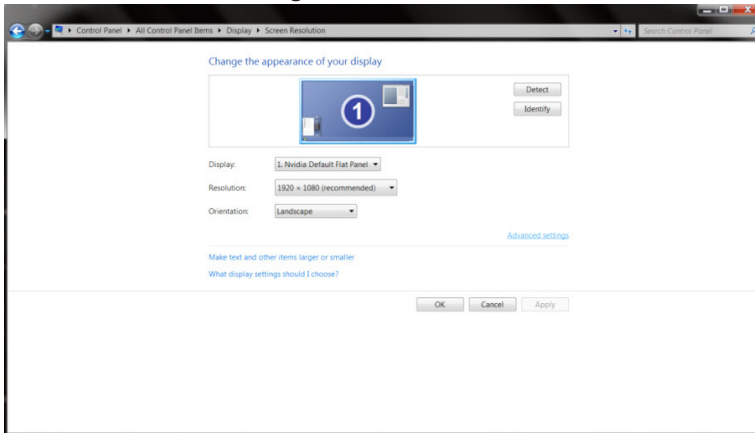 Control Panel ▸ All Control Panel Items ▸ Display ▸ Screen Resolution
Search Control Panel
Change the appearance of your display
1
Detect
Identify
Display: 1. Nvidia Default Flat Panel
Resolution: 1920 × 1080 (recommended)
Orientation: Landscape
Advanced settings
Make text and other items larger or smaller
What display settings should I choose?
OK Cancel Apply